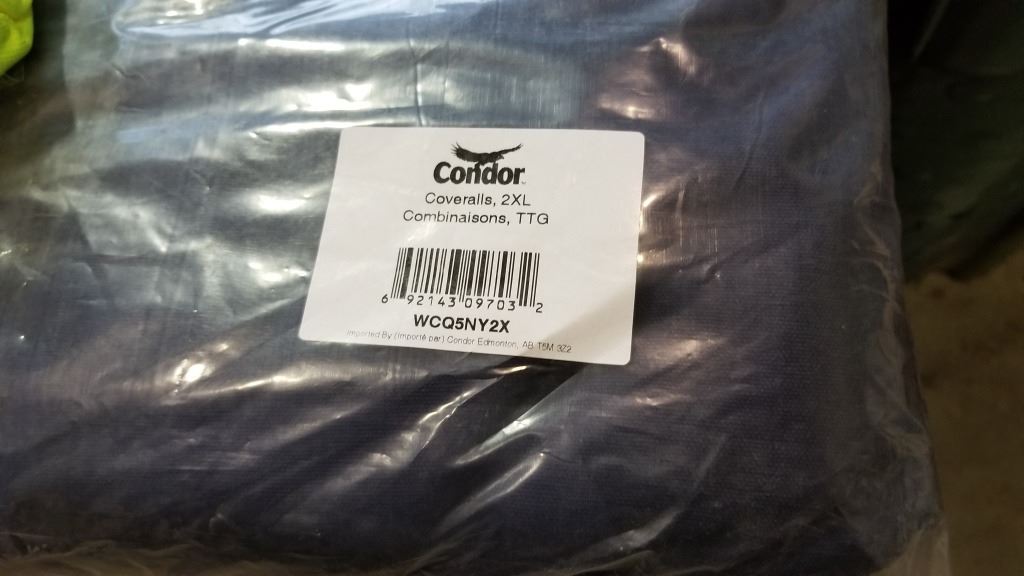 Condor
Coveralls, 2XL
Combinaisons, TTG
6 92143 09703 2
WCQ5NY2X
Imported By (Importé par) Condor Edmonton, AB T5M 3Z2